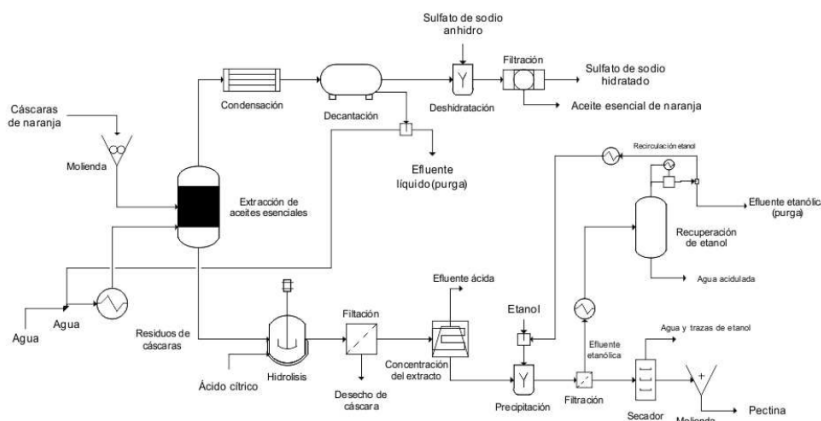 Sulfato de sodio
anhidro
Filtración
Sulfato de sodio
hidratado
Condensación
Decantación
Deshidratación
Aceite esencial de naranja
Cáscaras
de naranja
Molienda
Efluente
líquido(purga)
Recirculación etanol
Extracción de
aceites esenciales
Efluente etanólica
(purga)
Recuperación
de etanol
Agua acidulada
Agua
Agua
Residuos de
cáscaras
Efluente ácida
Etanol
Filtación
Efluente
etanólica
Agua y trazas de etanol
Ácido cítrico
Hidrolisis
Desecho de
cáscara
Concentración
del extracto
Precipitación
Filtración
Secador
Molienda
Pectina